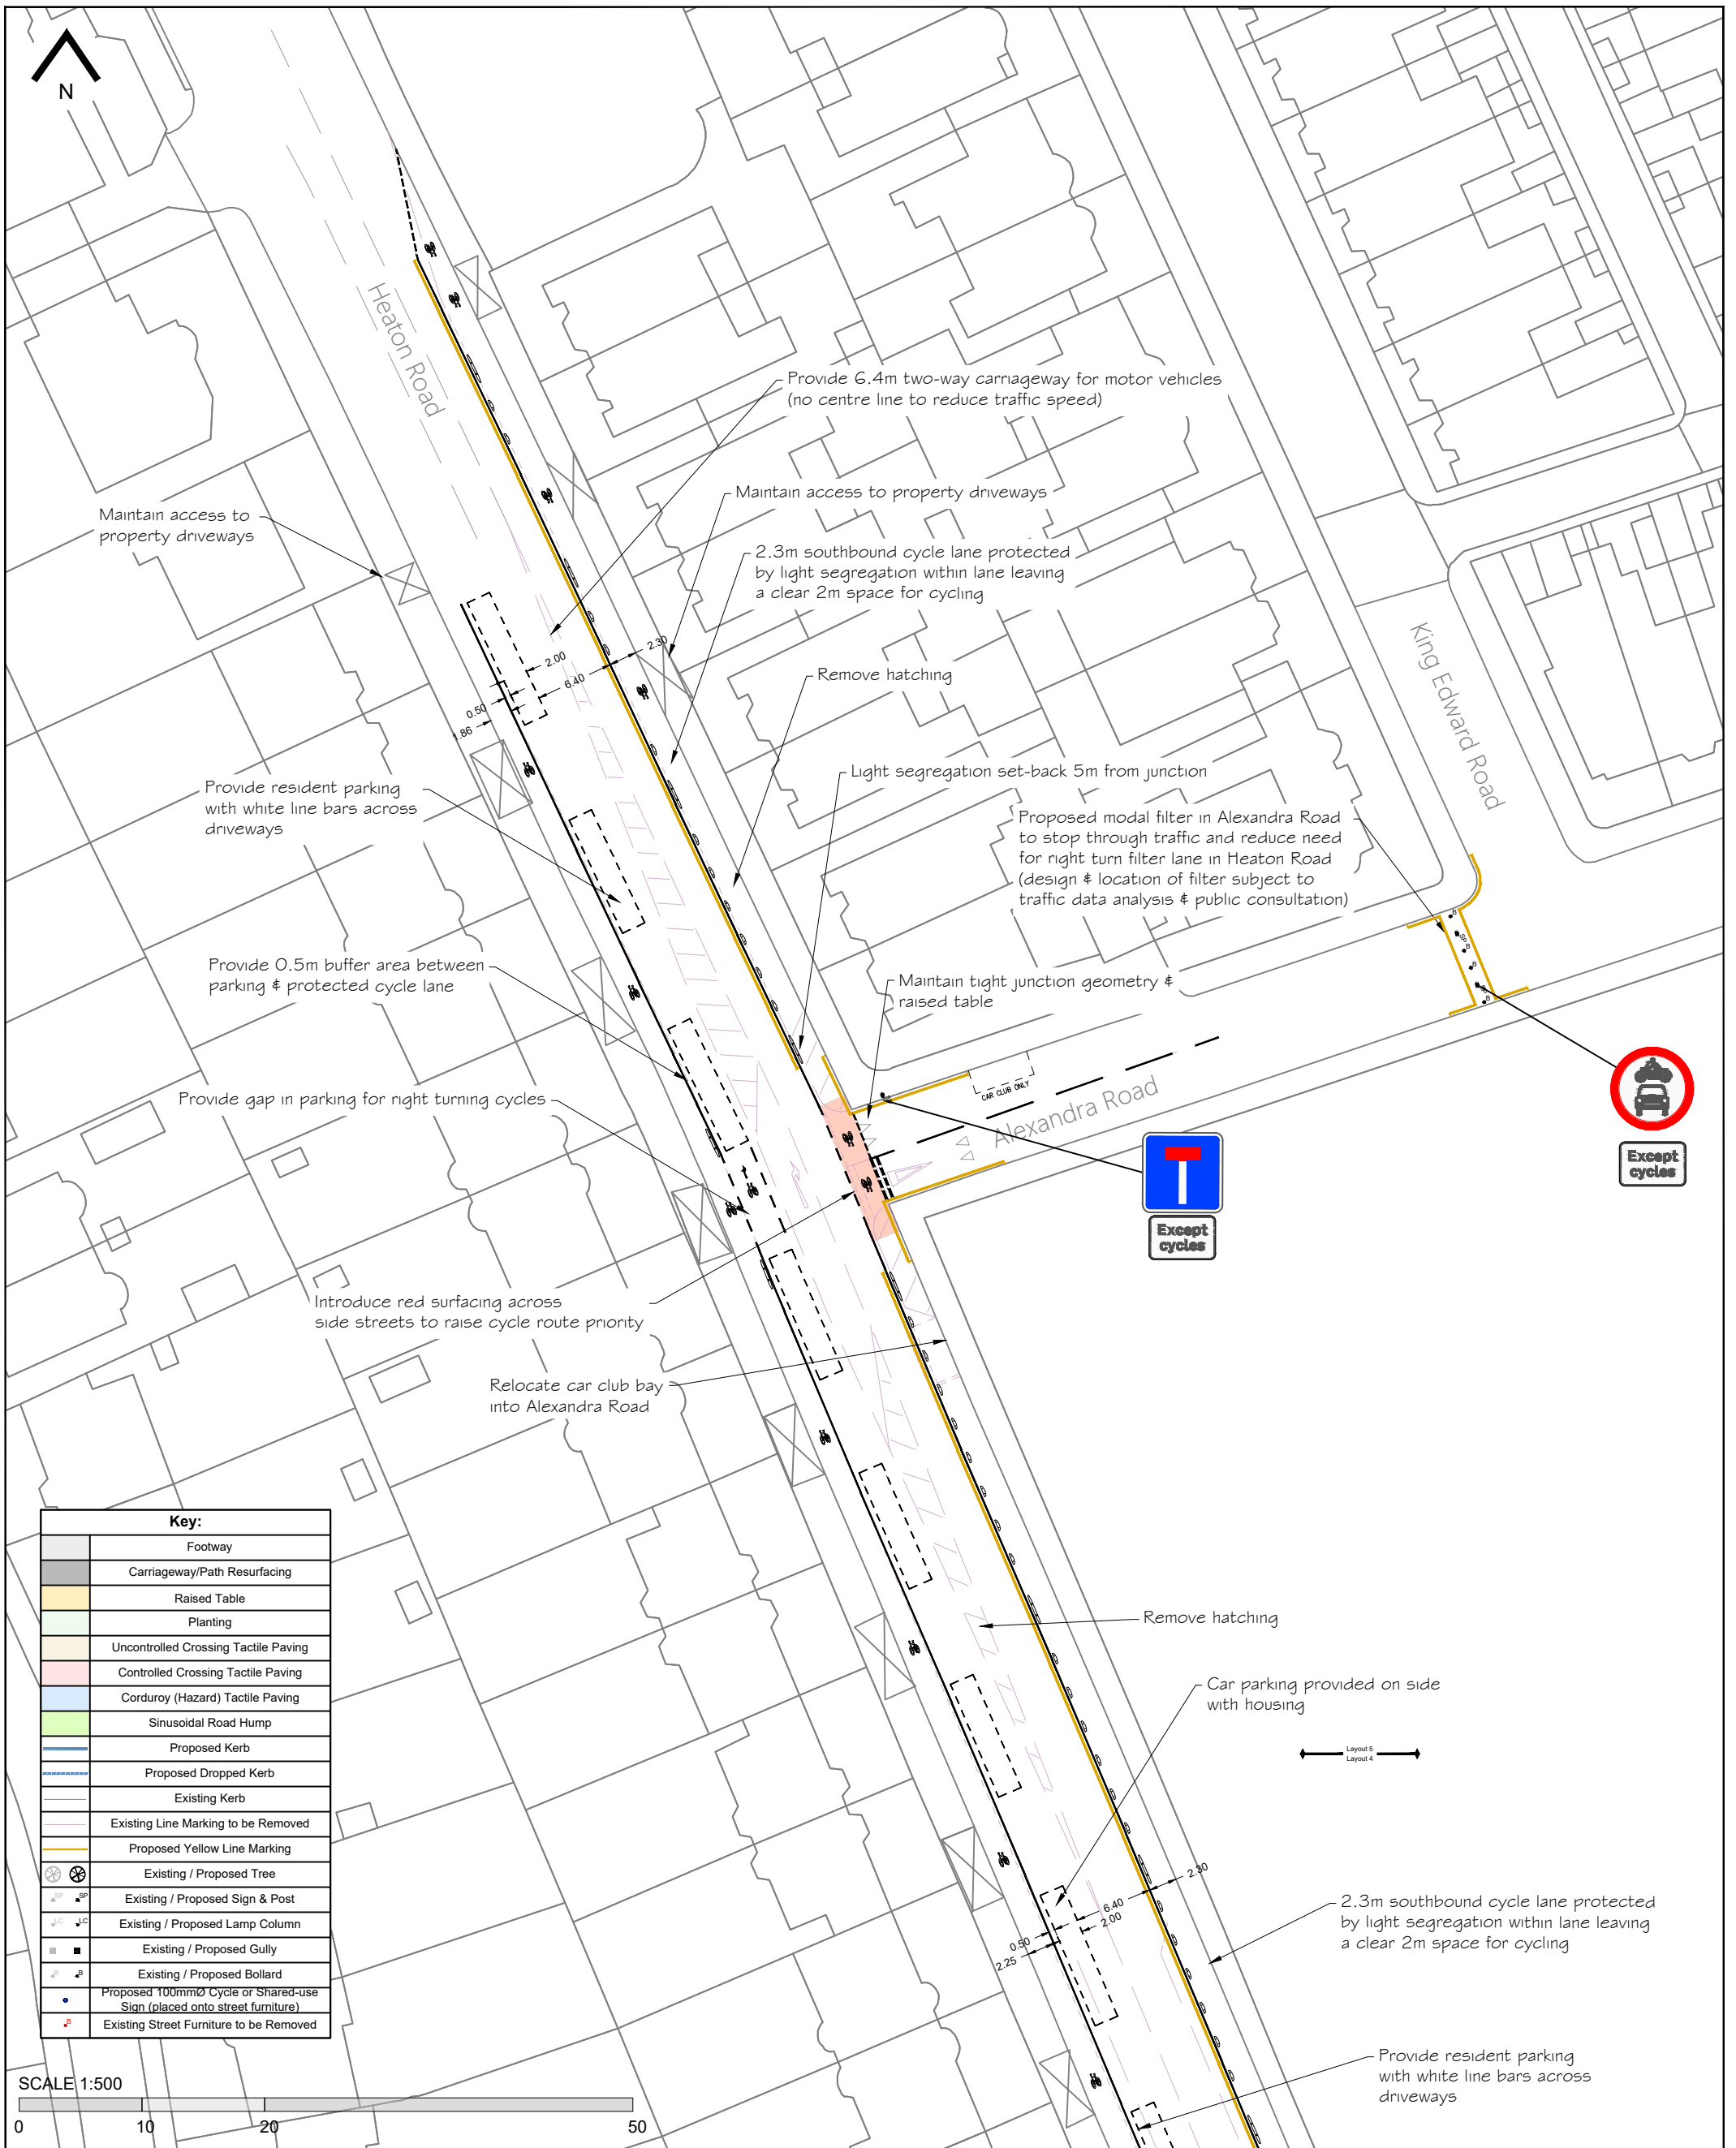 N
Heaton Road
Provide 6.4m two-way carriageway for motor vehicles
(no centre line to reduce traffic speed)
Maintain access to property driveways
Maintain access to
property driveways
2.3m southbound cycle lane protected
by light segregation within lane leaving
a clear 2m space for cycling
2.30
2.00
6.40
0.50
1.86
Remove hatching
King Edward Road
Light segregation set-back 5m from junction
Provide resident parking
with white line bars across
driveways
Proposed modal filter in Alexandra Road
to stop through traffic and reduce need
for right turn filter lane in Heaton Road
(design & location of filter subject to
traffic data analysis & public consultation)
B
SP
B
B
B
Provide 0.5m buffer area between
parking & protected cycle lane
Maintain tight junction geometry &
raised table
Provide gap in parking for right turning cycles
CAR CLUB ONLY
Alexandra Road
Except
cycles
Except
cycles
Introduce red surfacing across
side streets to raise cycle route priority
Relocate car club bay
into Alexandra Road
Remove hatching
Car parking provided on side
with housing
Layout 5
Layout 4
2.30
6.40
2.00
0.50
2.25
2.3m southbound cycle lane protected
by light segregation within lane leaving
a clear 2m space for cycling
Provide resident parking
with white line bars across
driveways
Key:
Footway
Carriageway/Path Resurfacing
Raised Table
Planting
Uncontrolled Crossing Tactile Paving
Controlled Crossing Tactile Paving
Corduroy (Hazard) Tactile Paving
Sinusoidal Road Hump
Proposed Kerb
Proposed Dropped Kerb
Existing Kerb
Existing Line Marking to be Removed
Proposed Yellow Line Marking
Existing / Proposed Tree
SP SP Existing / Proposed Sign & Post
LC LC Existing / Proposed Lamp Column
Existing / Proposed Gully
B B Existing / Proposed Bollard
Proposed 100mmØ Cycle or Shared-use
Sign (placed onto street furniture)
B Existing Street Furniture to be Removed
SCALE 1:500
0 10 20 50